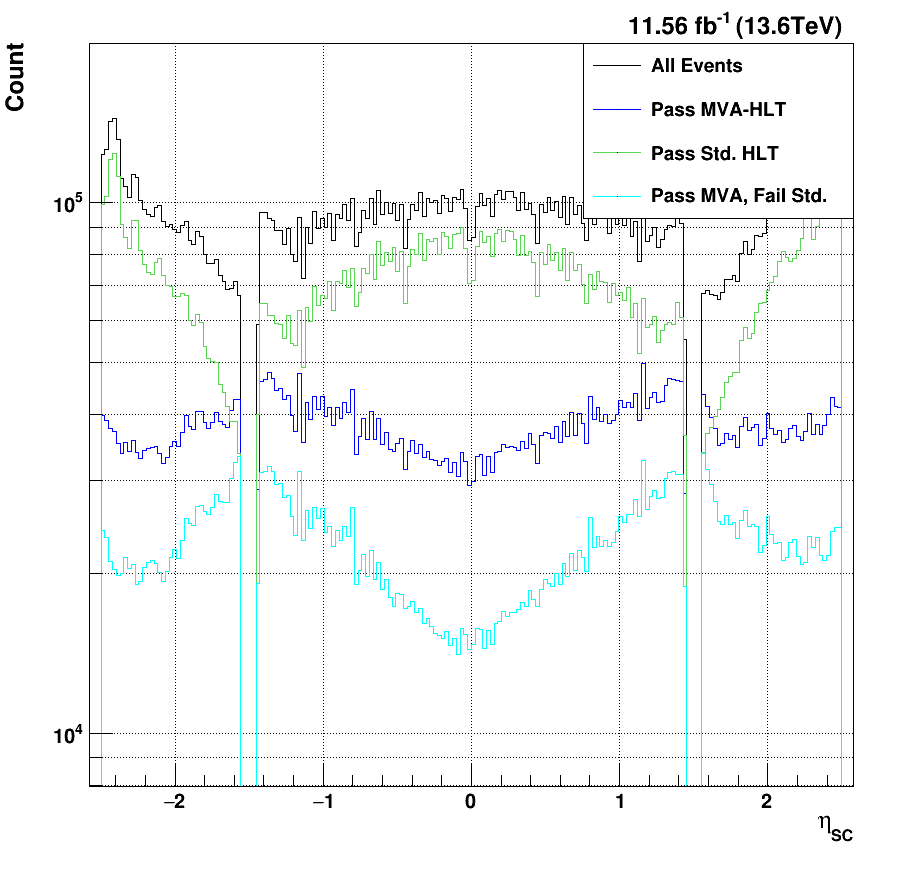 11.56 fb-1 (13.6TeV)
Count
All Events
Pass MVA-HLT
Pass Std. HLT
Pass MVA, Fail Std.
10^5
10^4
−2 −1 0 1 2
ηSC